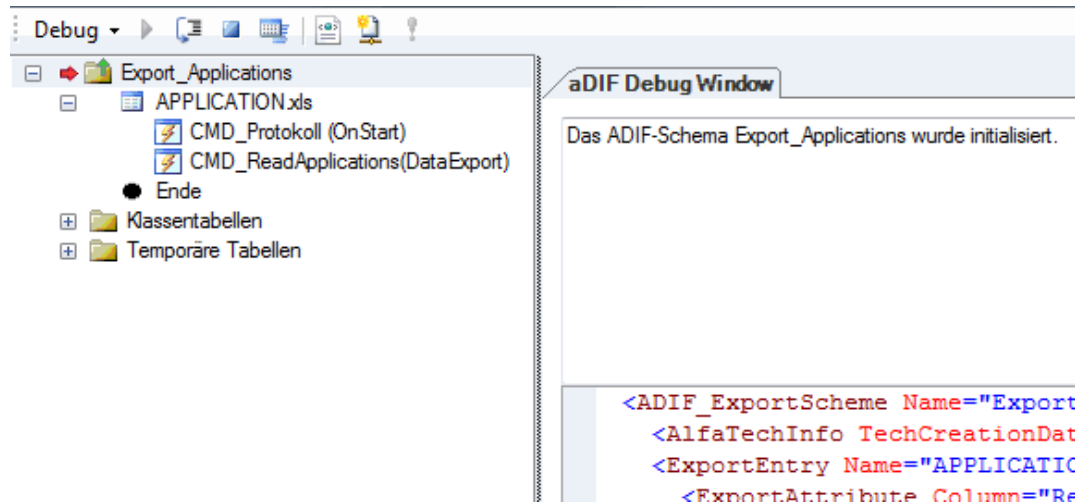 Debug
Export_Applications
APPLICATION.xls
CMD_Protokoll (OnStart)
CMD_ReadApplications(DataExport)
Ende
Klassentabellen
Temporäre Tabellen
aDIF Debug Window
Das ADIF-Schema Export_Applications wurde initialisiert.
<ADIF_ExportScheme Name="Export
<AlfaTechInfo TechCreationDat
<ExportEntry Name="APPLICATIO
<ExportAttribute Column="Re